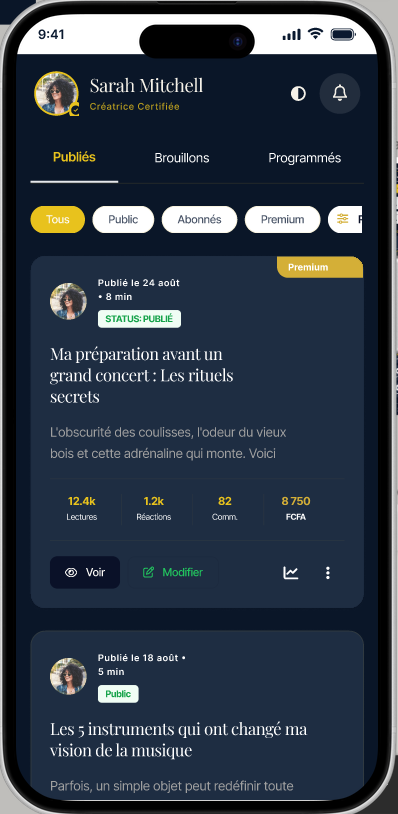 9:41
Sarah Mitchell
Créatrice Certifiée
Publiés Brouillons Programmés
Tous Public Abonnés Premium
Premium
Publié le 24 août
• 8 min
STATUS: PUBLIÉ
Ma préparation avant un
grand concert : Les rituels
secrets
L'obscurité des coulisses, l'odeur du vieux
bois et cette adrénaline qui monte. Voici
12.4k 1.2k 82 8 750
Lectures Réactions Comm. FCFA
Voir Modifier
Publié le 18 août •
5 min
Public
Les 5 instruments qui ont changé ma
vision de la musique
Parfois, un simple objet peut redéfinir toute